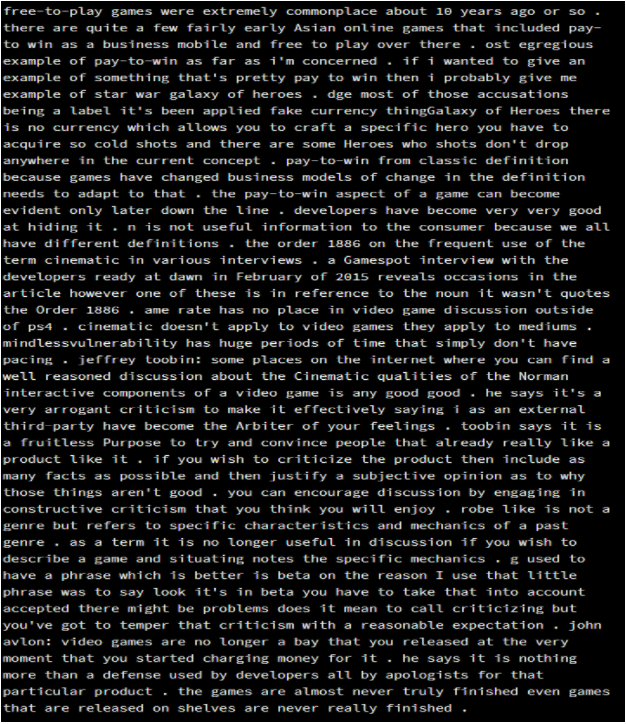 free-to-play games were extremely commonplace about 10 years ago or so .
there are quite a few fairly early Asian online games that included pay-
to win as a business mobile and free to play over there . ost egregious
example of pay-to-win as far as i'm concerned . if i wanted to give an
example of something that's pretty pay to win then i probably give me
example of star war galaxy of heroes . dge most of those accusations
being a label it's been applied fake currency thingGalaxy of Heroes there
is no currency which allows you to craft a specific hero you have to
acquire so cold shots and there are some Heroes who shots don't drop
anywhere in the current concept . pay-to-win from classic definition
because games have changed business models of change in the definition
needs to adapt to that . the pay-to-win aspect of a game can become
evident only later down the line . developers have become very very good
at hiding it . n is not useful information to the consumer because we all
have different definitions . the order 1886 on the frequent use of the
term cinematic in various interviews . a Gamespot interview with the
developers ready at dawn in February of 2015 reveals occasions in the
article however one of these is in reference to the noun it wasn't quotes
the Order 1886 . ame rate has no place in video game discussion outside
of ps4 . cinematic doesn't apply to video games they apply to mediums .
mindlessvulnerability has huge periods of time that simply don't have
pacing . jeffrey toobin: some places on the internet where you can find a
well reasoned discussion about the Cinematic qualities of the Norman
interactive components of a video game is any good good . he says it's a
very arrogant criticism to make it effectively saying i as an external
third-party have become the Arbiter of your feelings . toobin says it is
a fruitless Purpose to try and convince people that already really like a
product like it . if you wish to criticize the product then include as
many facts as possible and then justify a subjective opinion as to why
those things aren't good . you can encourage discussion by engaging in
constructive criticism that you think you will enjoy . robe like is not a
genre but refers to specific characteristics and mechanics of a past
genre . as a term it is no longer useful in discussion if you wish to
describe a game and situating notes the specific mechanics . g used to
have a phrase which is better is beta on the reason I use that little
phrase was to say look it's in beta you have to take that into account
accepted there might be problems does it mean to call criticizing but
you've got to temper that criticism with a reasonable expectation . john
avlon: video games are no longer a bay that you released at the very
moment that you started charging money for it . he says it is nothing
more than a defense used by developers all by apologists for that
particular product . the games are almost never truly finished even games
that are released on shelves are never really finished .